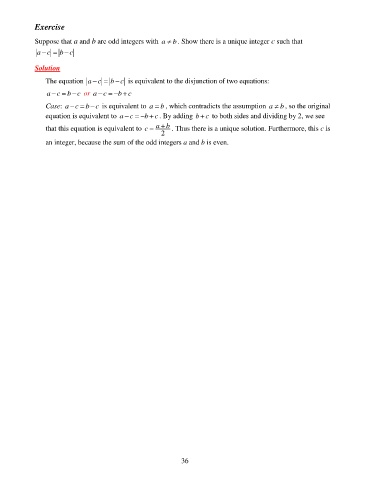 Exercise
Suppose that a and b are odd integers with a ≠ b. Show there is a unique integer c such that
|a − c| = |b − c|
Solution
The equation |a − c| = |b − c| is equivalent to the disjunction of two equations:
a − c = b − c or a − c = −b + c
Case: a − c = b − c is equivalent to a = b, which contradicts the assumption a ≠ b, so the original
equation is equivalent to a − c = −b + c. By adding b + c to both sides and dividing by 2, we see
that this equation is equivalent to c = (a + b)/2. Thus there is a unique solution. Furthermore, this c is
an integer, because the sum of the odd integers a and b is even.
36